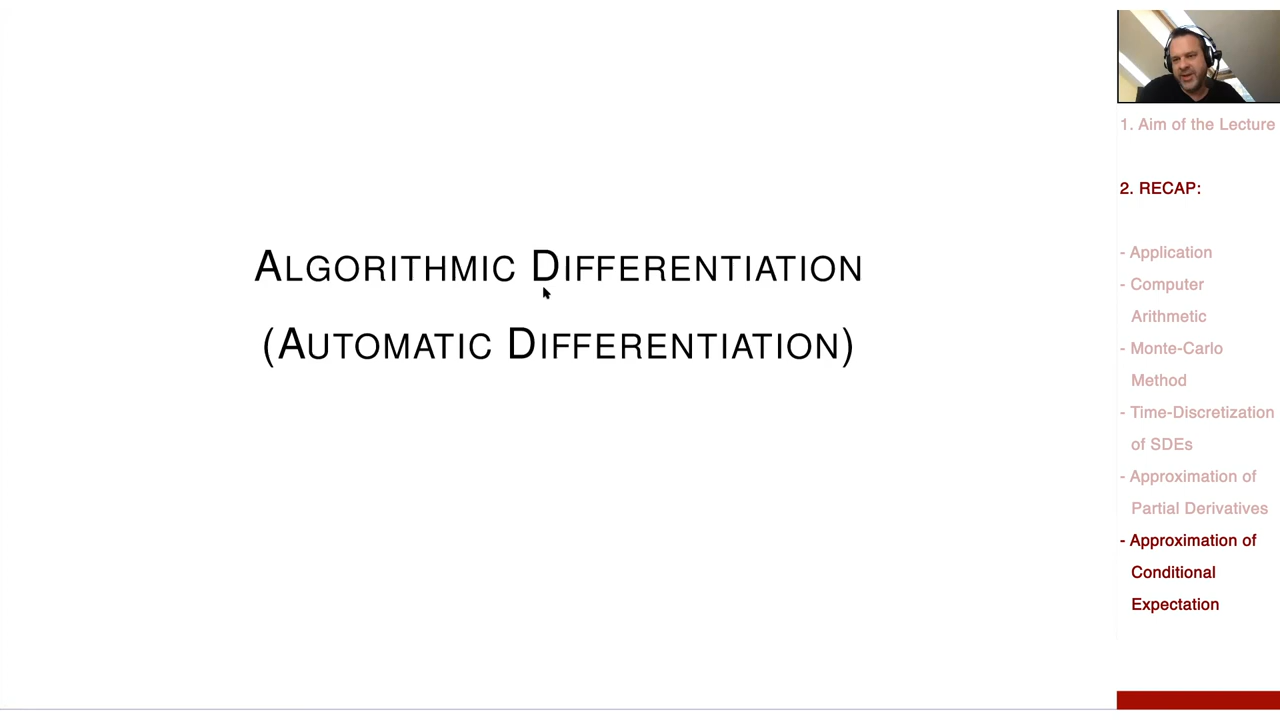 ALGORITHMIC DIFFERENTIATION
(AUTOMATIC DIFFERENTIATION)
1. Aim of the Lecture
2. RECAP:
- Application
- Computer
Arithmetic
- Monte-Carlo
Method
- Time-Discretization
of SDEs
- Approximation of
Partial Derivatives
- Approximation of
Conditional
Expectation